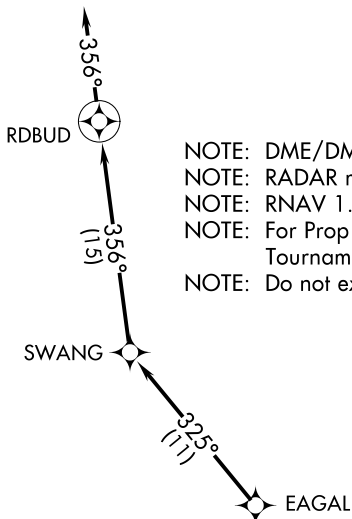 356°
RDBUD
NOTE: DME/DM
NOTE: RADAR
NOTE: RNAV 1.
NOTE: For Prop
Tournam
NOTE: Do not ex
356°
(15)
SWANG
325°
(11)
EAGAL